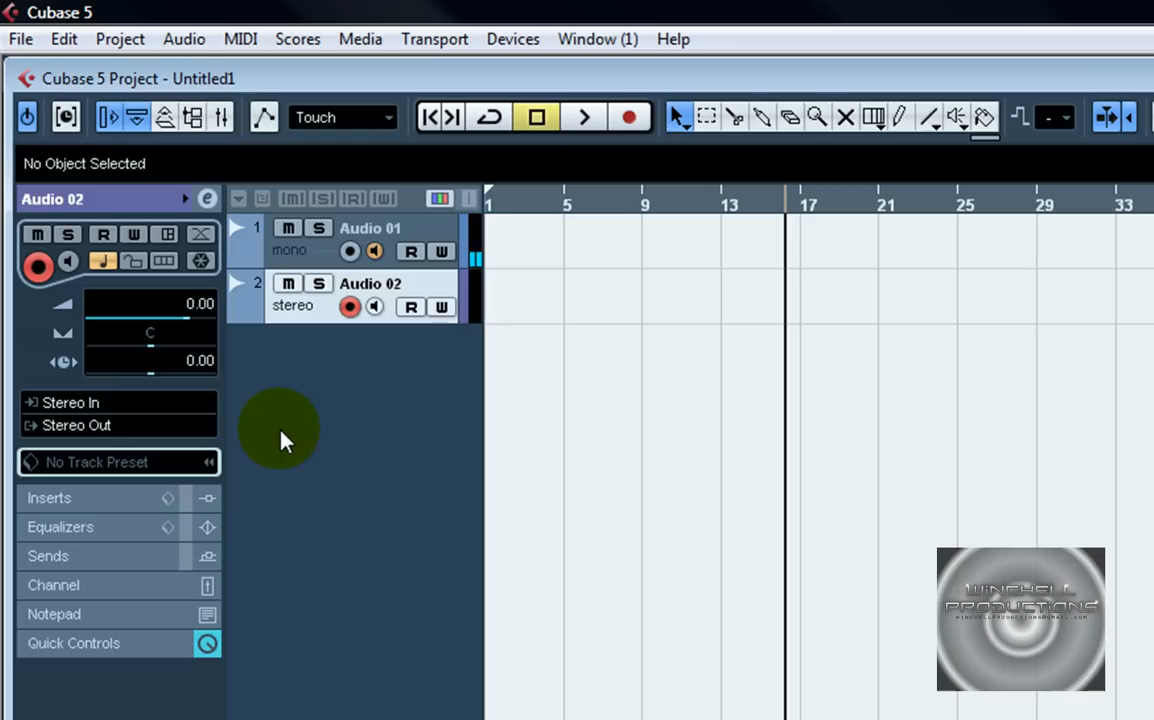 Cubase 5
File Edit Project Audio MIDI Scores Media Transport Devices Window (1) Help
Cubase 5 Project - Untitled1
Touch
-
No Object Selected
Audio 02
e
[M] [S] [R] [W]
1 5 9 13 17 21 25 29 33
M S R W
1 M S Audio 01
mono R W
2 M S Audio 02
stereo R W
0.00
C
0.00
Stereo In
Stereo Out
No Track Preset
Inserts
Equalizers
Sends
Channel
Notepad
Quick Controls
WINCHELL
PRODUCTIONS
WINCHELLPRODUCTIONS@GMAIL.COM